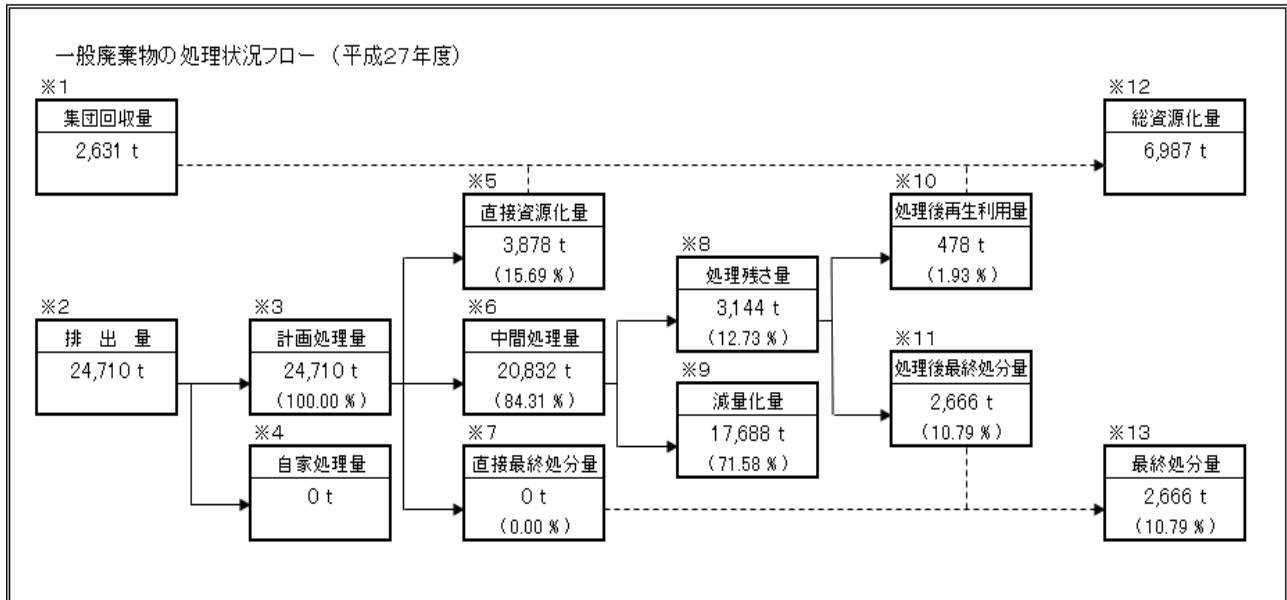 一般廃棄物の処理状況フロー (平成27年度)
※1
集団回収量
2,631 t
※12
総資源化量
6,987 t
※5
直接資源化量
3,878 t
(15.69 %)
※10
処理後再生利用量
478 t
(1.93 %)
※8
処理残さ量
3,144 t
(12.73 %)
※2
排 出 量
24,710 t
※3
計画処理量
24,710 t
(100.00 %)
※6
中間処理量
20,832 t
(84.31 %)
※11
処理後最終処分量
2,666 t
(10.79 %)
※9
減量化量
17,688 t
(71.58 %)
※4
自家処理量
0 t
※7
直接最終処分量
0 t
(0.00 %)
※13
最終処分量
2,666 t
(10.79 %)